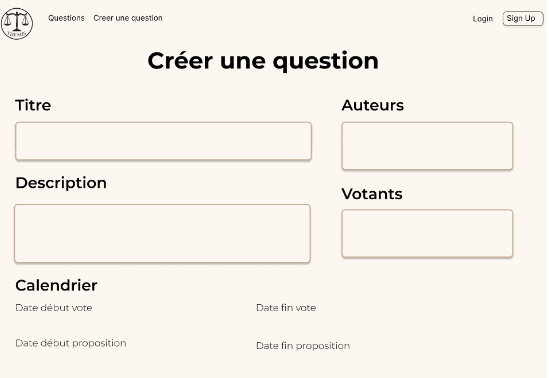 Questions Creer une question
Login Sign Up
Créer une question
Titre
Auteurs
Description
Votants
Calendrier
Date début vote
Date fin vote
Date début proposition
Date fin proposition